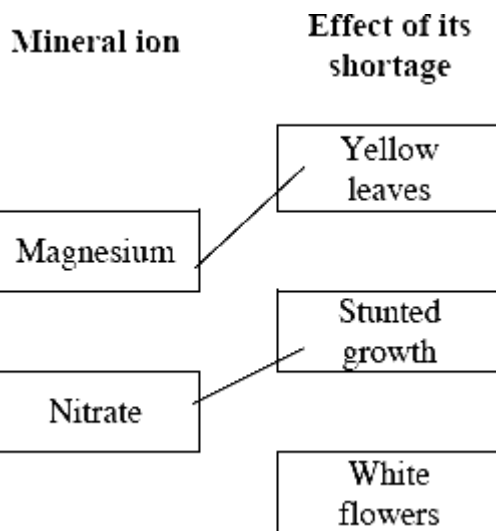 Mineral ion
Effect of its
shortage
Yellow
leaves
Magnesium
Stunted
growth
Nitrate
White
flowers